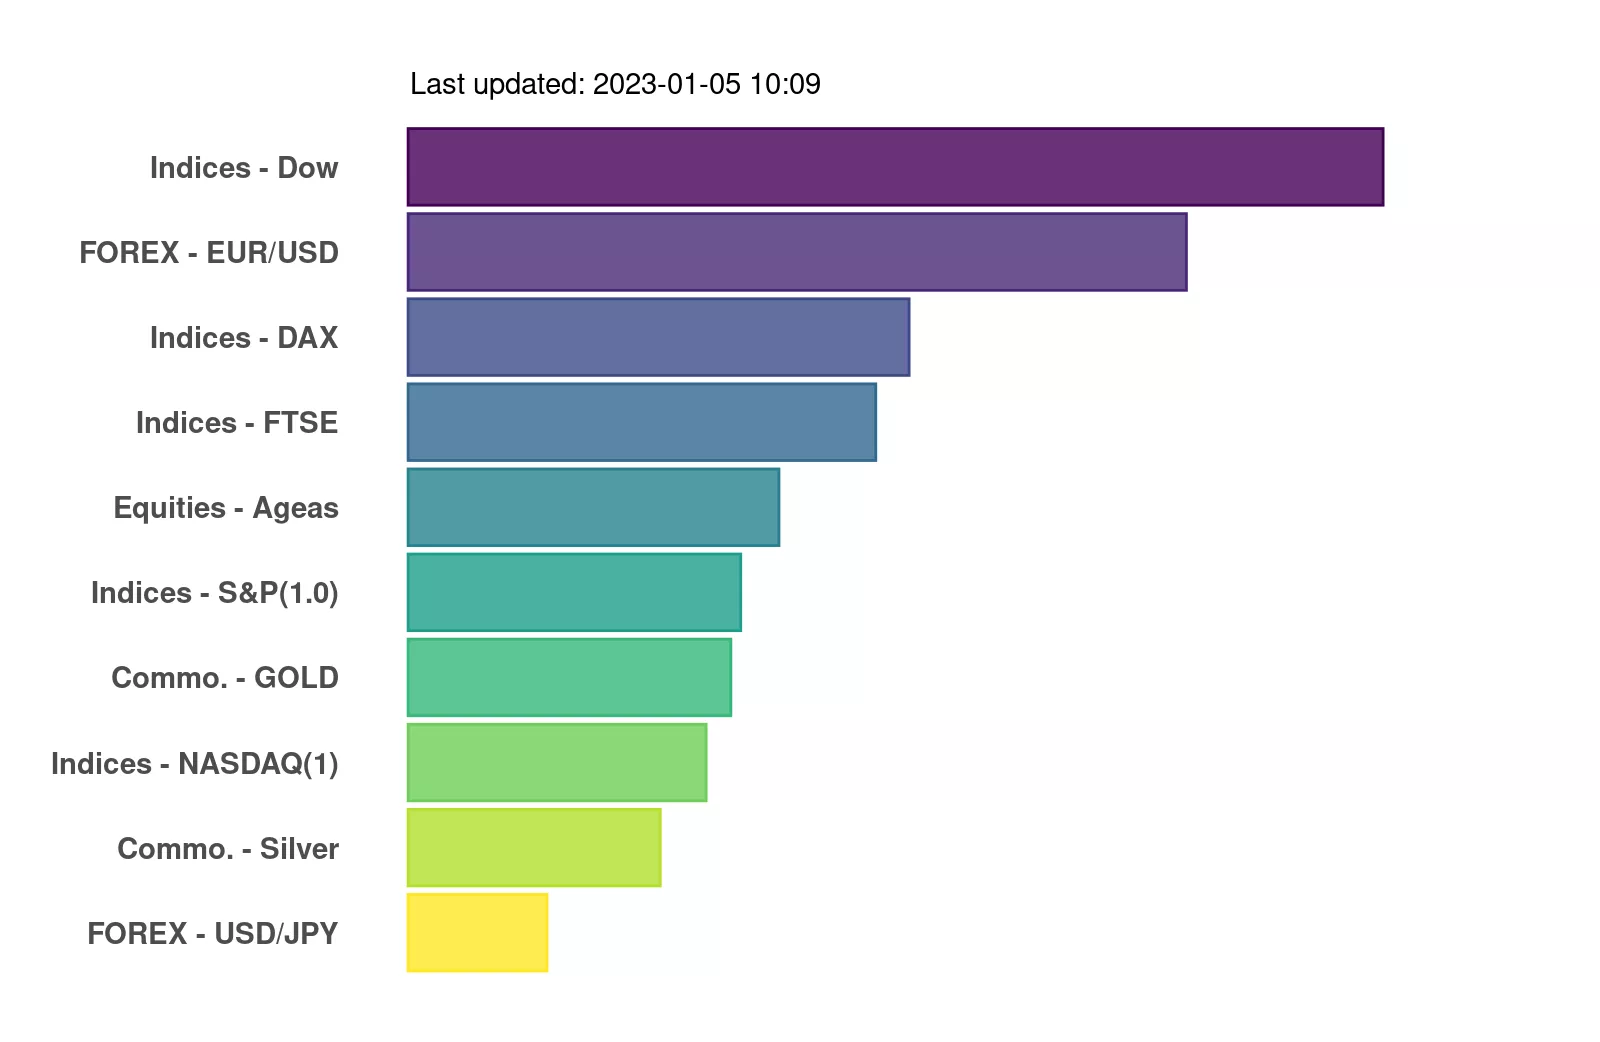 Last updated: 2023-01-05 10:09
Indices - Dow
FOREX - EUR/USD
Indices - DAX
Indices - FTSE
Equities - Ageas
Indices - S&P(1.0)
Commo. - GOLD
Indices - NASDAQ(1)
Commo. - Silver
FOREX - USD/JPY